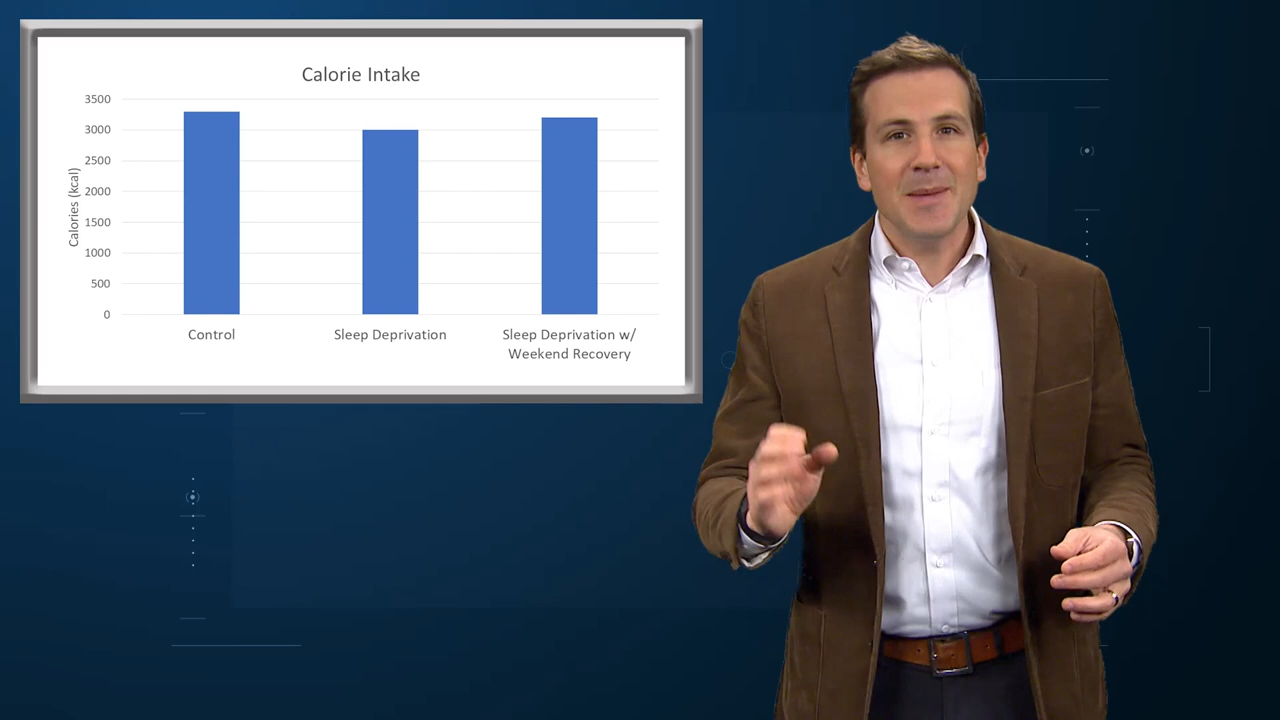 Calorie Intake
3500
3000
2500
2000
1500
1000
500
0
Calories (kcal)
Control
Sleep Deprivation
Sleep Deprivation w/
Weekend Recovery